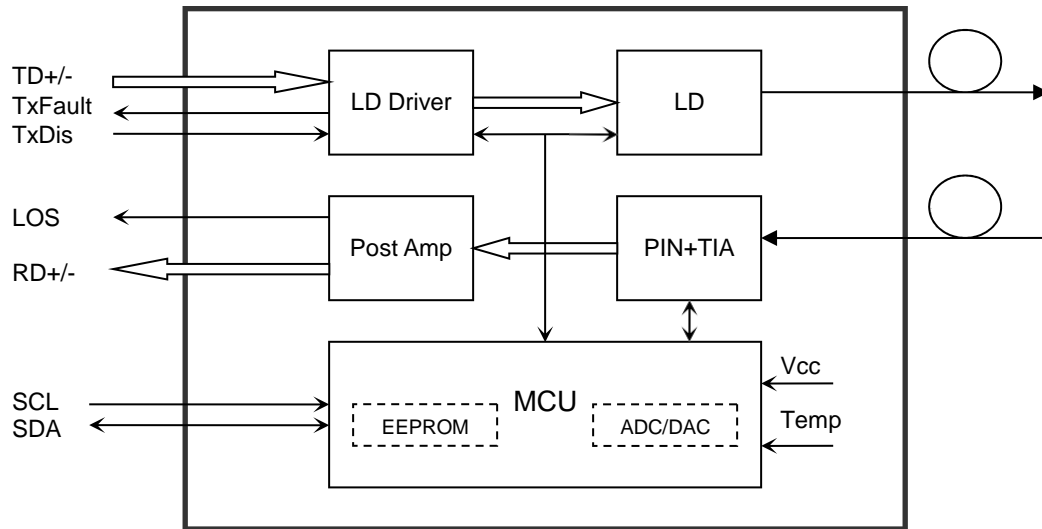 TD+/-
TxFault
TxDis
LD Driver
LD
LOS
RD+/-
Post Amp
PIN+TIA
SCL
SDA
MCU
EEPROM
ADC/DAC
Vcc
Temp